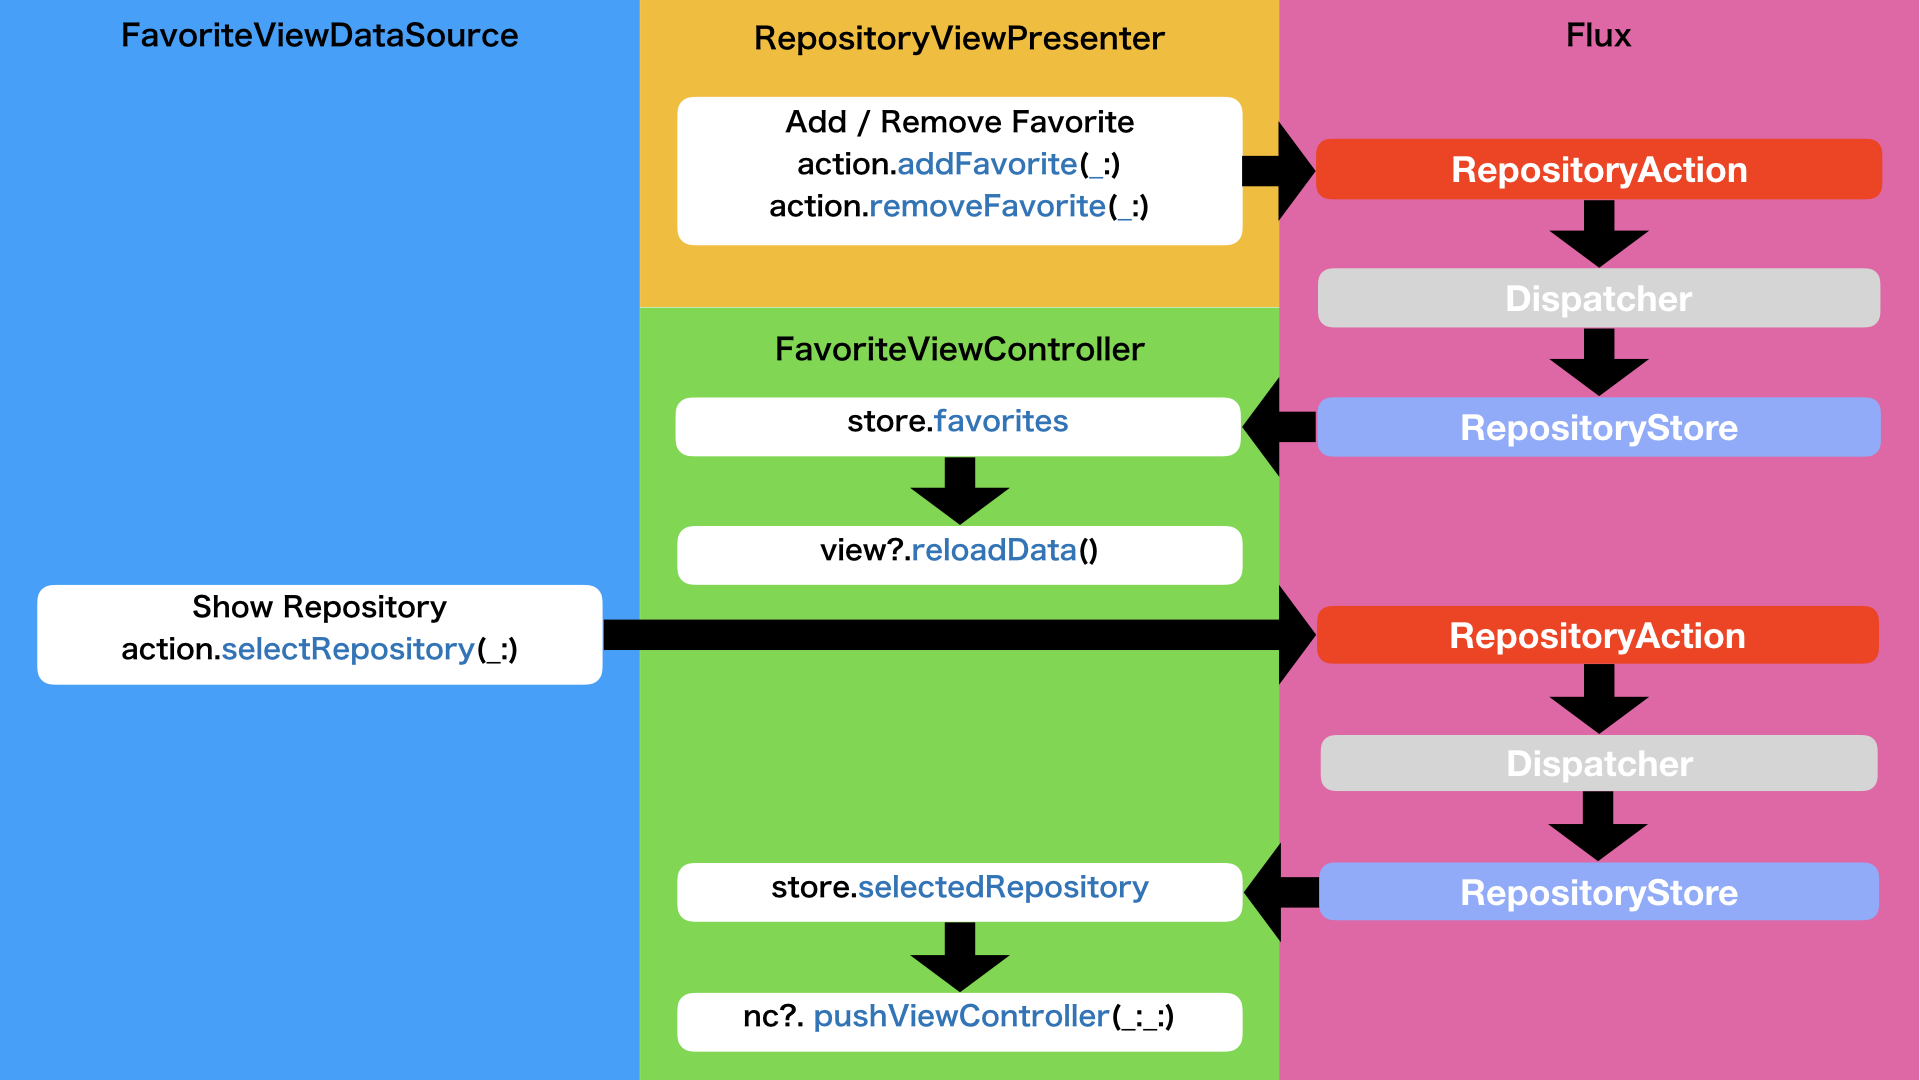 FavoriteViewDataSource
RepositoryViewPresenter
Flux
Add / Remove Favorite
action.addFavorite(_:)
action.removeFavorite(_:)
RepositoryAction
Dispatcher
FavoriteViewController
store.favorites
RepositoryStore
view?.reloadData()
Show Repository
action.selectRepository(_:)
RepositoryAction
Dispatcher
store.selectedRepository
RepositoryStore
nc?. pushViewController(_:_:)